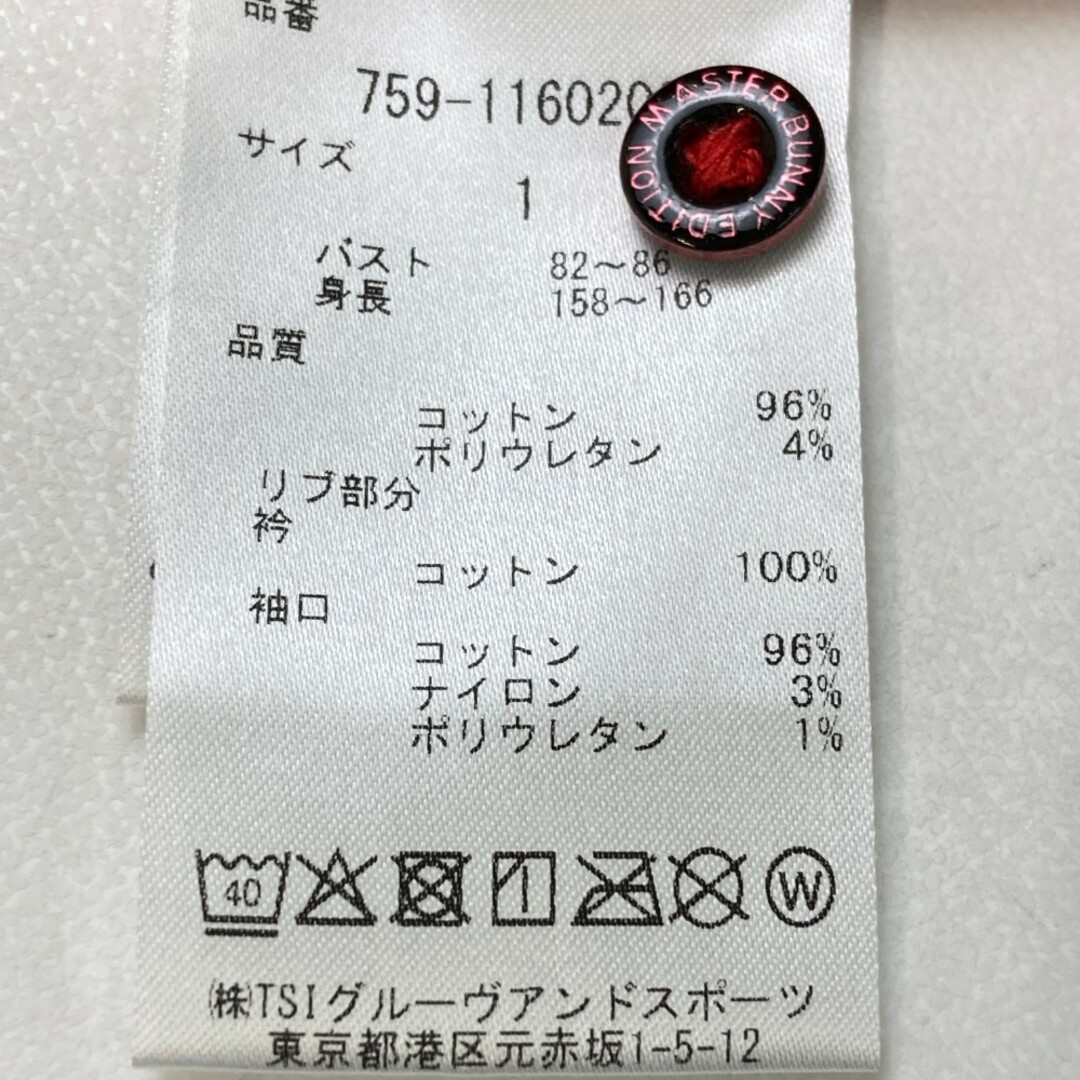 品番
759-116020
MASTER BUNNY EDITION
サイズ
1
バスト 82～86
身長 158～166
品質
コットン 96%
ポリウレタン 4%
リブ部分
衿
コットン 100%
袖口
コットン 96%
ナイロン 3%
ポリウレタン 1%
40 1 W
㈱TSIグルーヴアンドスポーツ
東京都港区元赤坂1-5-12